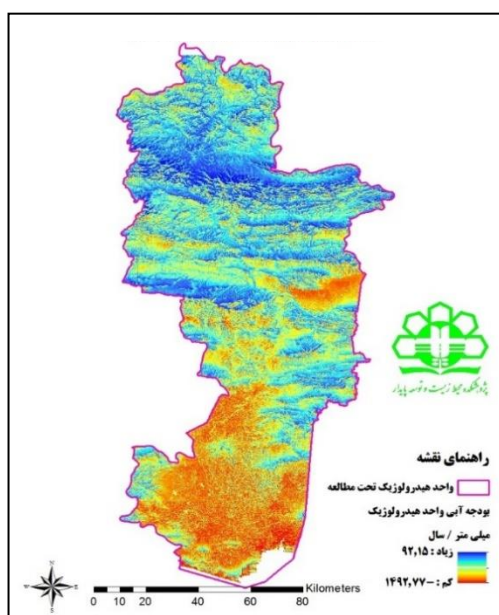 پژوهشکده محیط زیست و توسعه پایدار
راهنمای نقشه
واحد هیدرولوژیک تحت مطالعه
بودجه آبی واحد هیدرولوژیک
میلی متر / سال
زیاد : ۹۲,۱۵
کم : -۱۴۹۲,۷۷
N
W E
S
Kilometers
0 5 10 20 40 60 80